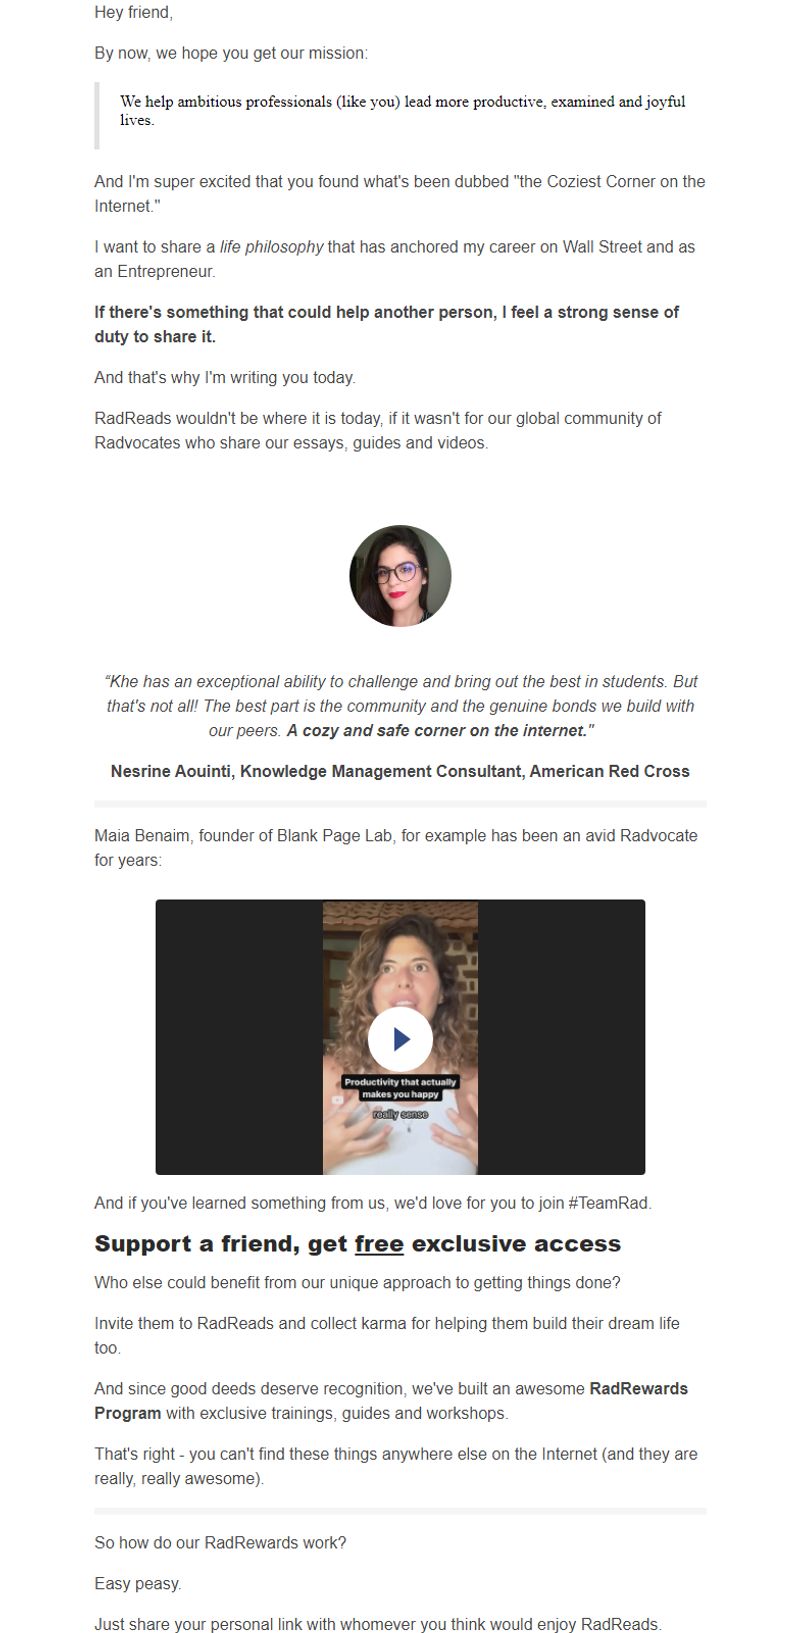 Hey friend,
By now, we hope you get our mission:
We help ambitious professionals (like you) lead more productive, examined and joyful
lives.
And I'm super excited that you found what's been dubbed "the Coziest Corner on the
Internet."
I want to share a life philosophy that has anchored my career on Wall Street and as
an Entrepreneur.
If there's something that could help another person, I feel a strong sense of
duty to share it.
And that's why I'm writing you today.
RadReads wouldn't be where it is today, if it wasn't for our global community of
Radvocates who share our essays, guides and videos.
“Khe has an exceptional ability to challenge and bring out the best in students. But
that's not all! The best part is the community and the genuine bonds we build with
our peers. A cozy and safe corner on the internet."
Nesrine Aouinti, Knowledge Management Consultant, American Red Cross
Maia Benaim, founder of Blank Page Lab, for example has been an avid Radvocate
for years:
Productivity that actually
makes you happy
really sense
And if you've learned something from us, we'd love for you to join #TeamRad.
Support a friend, get free exclusive access
Who else could benefit from our unique approach to getting things done?
Invite them to RadReads and collect karma for helping them build their dream life
too.
And since good deeds deserve recognition, we've built an awesome RadRewards
Program with exclusive trainings, guides and workshops.
That's right - you can't find these things anywhere else on the Internet (and they are
really, really awesome).
So how do our RadRewards work?
Easy peasy.
Just share your personal link with whomever you think would enjoy RadReads.